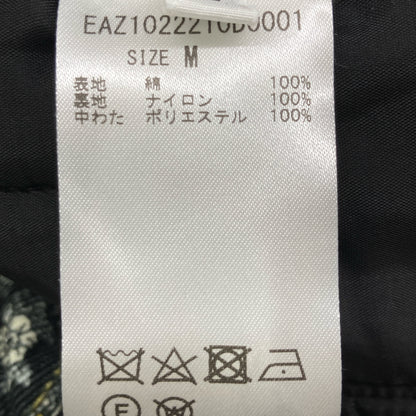 EAZ1022210D0001
SIZE M
表地 綿 100%
裏地 ナイロン 100%
中わた ポリエステル 100%